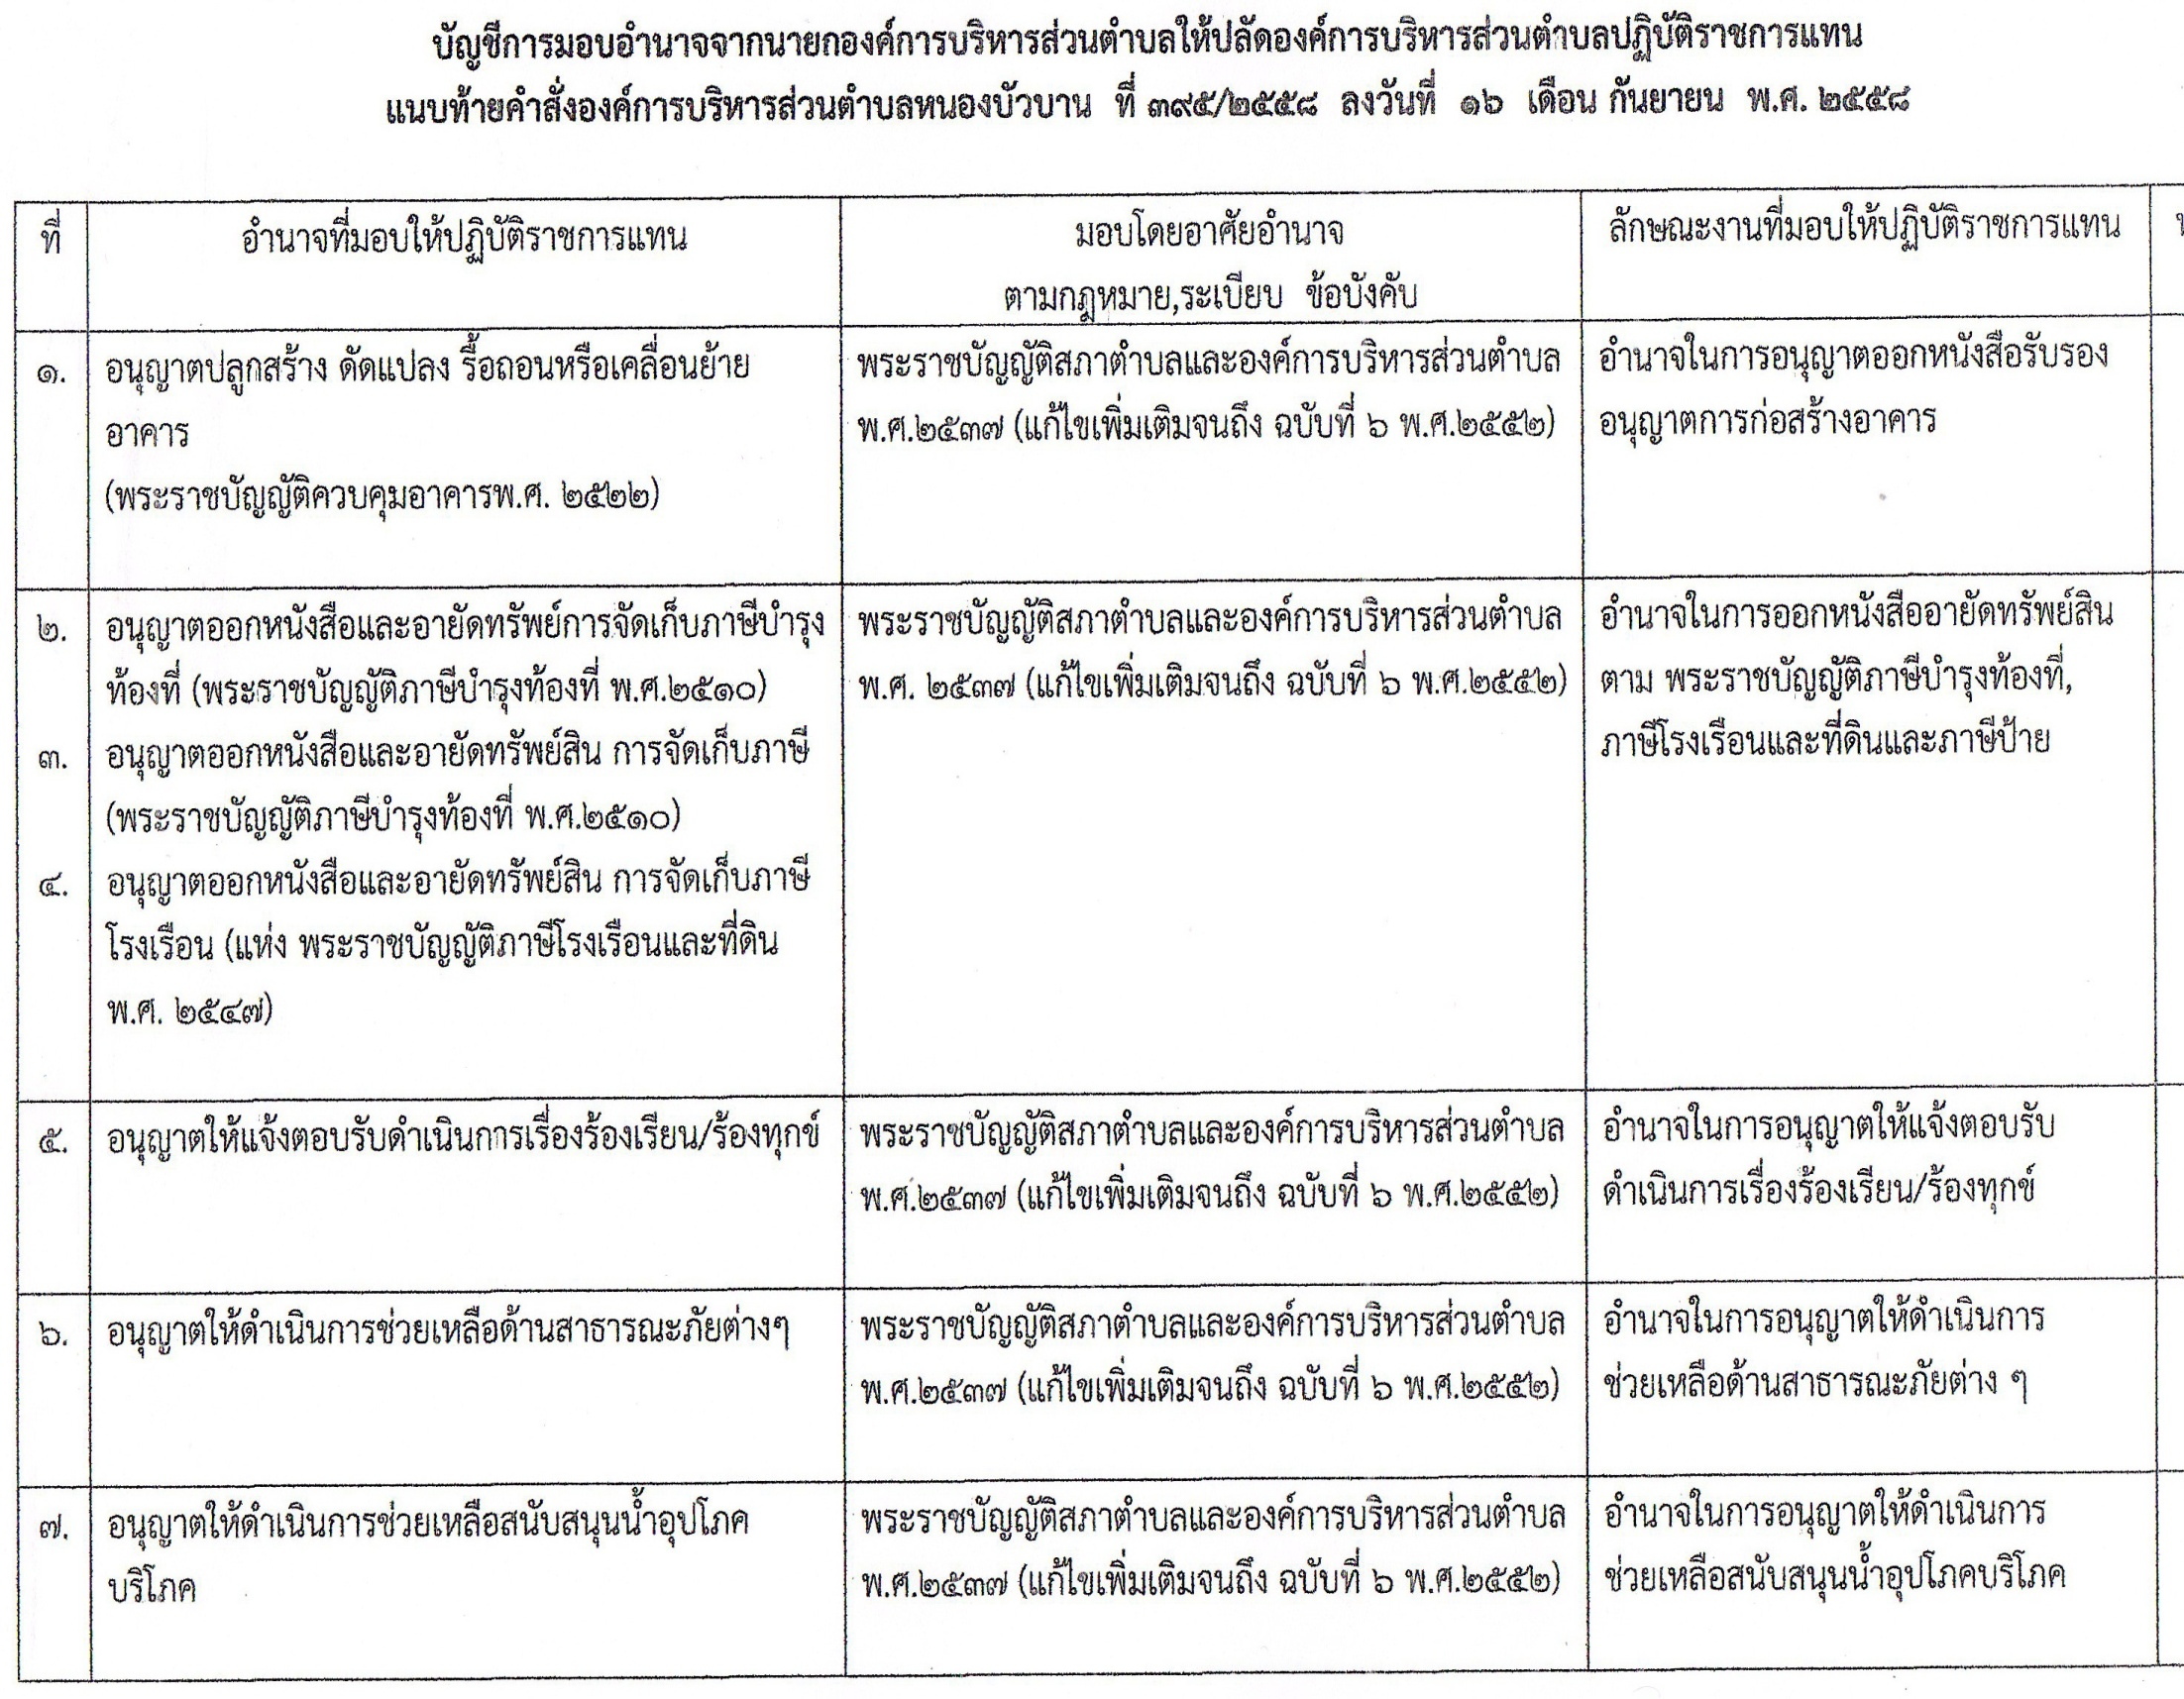 บัญชีการมอบอำนาจจากนายกองค์การบริหารส่วนตำบลให้ปลัดองค์การบริหารส่วนตำบลปฏิบัติราชการแทน
แนบท้ายคำสั่งองค์การบริหารส่วนตำบลหนองบัวบาน ที่ ๓๙๕/๒๕๕๘ ลงวันที่ ๑๖ เดือน กันยายน พ.ศ. ๒๕๕๘
ที่
อำนาจที่มอบให้ปฏิบัติราชการแทน
มอบโดยอาศัยอำนาจ
ตามกฎหมาย,ระเบียบ ข้อบังคับ
ลักษณะงานที่มอบให้ปฏิบัติราชการแทน
๑.
อนุญาตปลูกสร้าง ดัดแปลง รื้อถอนหรือเคลื่อนย้าย
อาคาร
(พระราชบัญญัติควบคุมอาคารพ.ศ. ๒๕๒๒)
พระราชบัญญัติสภาตำบลและองค์การบริหารส่วนตำบล
พ.ศ.๒๕๓๗ (แก้ไขเพิ่มเติมจนถึง ฉบับที่ ๖ พ.ศ.๒๕๕๒)
อำนาจในการอนุญาตออกหนังสือรับรอง
อนุญาตการก่อสร้างอาคาร
๒.
อนุญาตออกหนังสือและอายัดทรัพย์การจัดเก็บภาษีบำรุง
ท้องที่ (พระราชบัญญัติภาษีบำรุงท้องที่ พ.ศ.๒๕๑๐)
๓.
อนุญาตออกหนังสือและอายัดทรัพย์สิน การจัดเก็บภาษี
(พระราชบัญญัติภาษีบำรุงท้องที่ พ.ศ.๒๕๑๐)
๔.
อนุญาตออกหนังสือและอายัดทรัพย์สิน การจัดเก็บภาษี
โรงเรือน (แห่ง พระราชบัญญัติภาษีโรงเรือนและที่ดิน
พ.ศ. ๒๕๔๗)
พระราชบัญญัติสภาตำบลและองค์การบริหารส่วนตำบล
พ.ศ. ๒๕๓๗ (แก้ไขเพิ่มเติมจนถึง ฉบับที่ ๖ พ.ศ.๒๕๕๒)
อำนาจในการออกหนังสืออายัดทรัพย์สิน
ตาม พระราชบัญญัติภาษีบำรุงท้องที่,
ภาษีโรงเรือนและที่ดินและภาษีป้าย
๕.
อนุญาตให้แจ้งตอบรับดำเนินการเรื่องร้องเรียน/ร้องทุกข์
พระราชบัญญัติสภาตำบลและองค์การบริหารส่วนตำบล
พ.ศ.๒๕๓๗ (แก้ไขเพิ่มเติมจนถึง ฉบับที่ ๖ พ.ศ.๒๕๕๒)
อำนาจในการอนุญาตให้แจ้งตอบรับ
ดำเนินการเรื่องร้องเรียน/ร้องทุกข์
๖.
อนุญาตให้ดำเนินการช่วยเหลือด้านสาธารณะภัยต่างๆ
พระราชบัญญัติสภาตำบลและองค์การบริหารส่วนตำบล
พ.ศ.๒๕๓๗ (แก้ไขเพิ่มเติมจนถึง ฉบับที่ ๖ พ.ศ.๒๕๕๒)
อำนาจในการอนุญาตให้ดำเนินการ
ช่วยเหลือด้านสาธารณะภัยต่าง ๆ
๗.
อนุญาตให้ดำเนินการช่วยเหลือสนับสนุนน้ำอุปโภค
บริโภค
พระราชบัญญัติสภาตำบลและองค์การบริหารส่วนตำบล
พ.ศ.๒๕๓๗ (แก้ไขเพิ่มเติมจนถึง ฉบับที่ ๖ พ.ศ.๒๕๕๒)
อำนาจในการอนุญาตให้ดำเนินการ
ช่วยเหลือสนับสนุนน้ำอุปโภคบริโภค